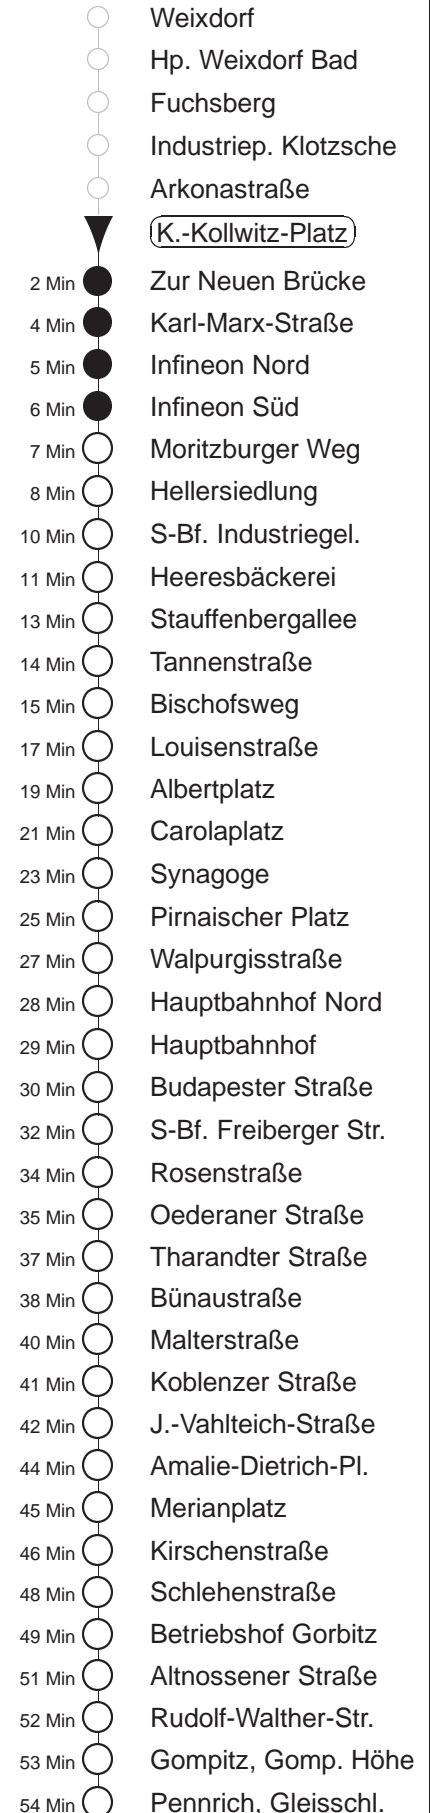 Weixdorf
Hp. Weixdorf Bad
Fuchsberg
Industriep. Klotzsche
Arkonastraße
K.-Kollwitz-Platz
2 Min Zur Neuen Brücke
4 Min Karl-Marx-Straße
5 Min Infineon Nord
6 Min Infineon Süd
7 Min Moritzburger Weg
8 Min Hellersiedlung
10 Min S-Bf. Industriegel.
11 Min Heeresbäckerei
13 Min Stauffenbergallee
14 Min Tannenstraße
15 Min Bischofsweg
17 Min Louisenstraße
19 Min Albertplatz
21 Min Carolaplatz
23 Min Synagoge
25 Min Pirnaischer Platz
27 Min Walpurgisstraße
28 Min Hauptbahnhof Nord
29 Min Hauptbahnhof
30 Min Budapester Straße
32 Min S-Bf. Freiberger Str.
34 Min Rosenstraße
35 Min Oederaner Straße
37 Min Tharandter Straße
38 Min Bünaustraße
40 Min Malterstraße
41 Min Koblenzer Straße
42 Min J.-Vahlteich-Straße
44 Min Amalie-Dietrich-Pl.
45 Min Merianplatz
46 Min Kirschenstraße
48 Min Schlehenstraße
49 Min Betriebshof Gorbitz
51 Min Altnossener Straße
52 Min Rudolf-Walther-Str.
53 Min Gompitz, Gomp. Höhe
54 Min Pennrich, Gleisschl.